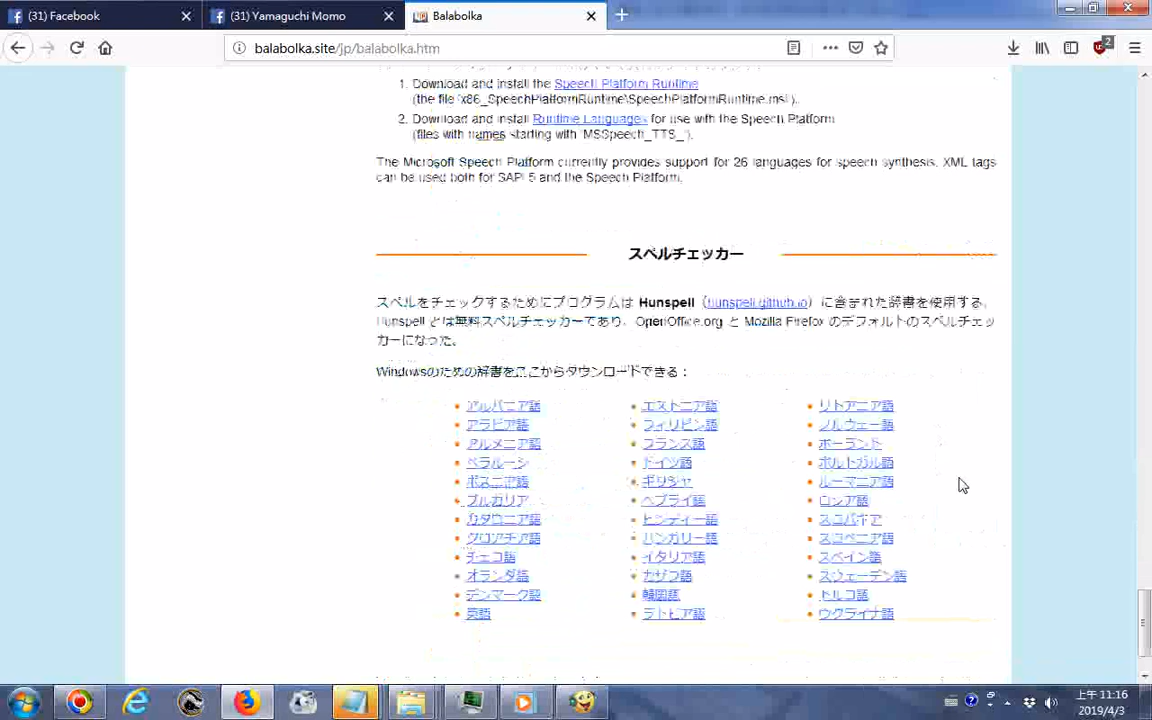 (31) Facebook
(31) Yamaguchi Momo
Balabolka
balabolka.site/jp/balabolka.htm
2
1. Download and install the Speech Platform Runtime
(the file 'x86_SpeechPlatformRuntime\SpeechPlatformRuntime.msi').
2. Download and install Runtime Languages for use with the Speech Platform
(files with names starting with 'MSSpeech_TTS_').
The Microsoft Speech Platform currently provides support for 26 languages for speech synthesis. XML tags
can be used both for SAPI 5 and the Speech Platform.
スペルチェッカー
スペルをチェックするためにプログラムは Hunspell （hunspell.github.io）に含まれた辞書を使用する。
Hunspell とは無料スペルチェッカーであり、OpenOffice.org と Mozilla Firefox のデフォルトのスペルチェッ
カーになった。
Windowsのための辞書をここからダウンロードできる：
アルバニア語
アラビア語
アルメニア語
ベラルーシ
ボスニア語
ブルガリア
カタロニア語
クロアチア語
チェコ語
オランダ語
デンマーク語
英語
エストニア語
フィリピン語
フランス語
ドイツ語
ギリシャ
ヘブライ語
ヒンディー語
ハンガリー語
イタリア語
カザフ語
韓国語
ラトビア語
リトアニア語
ノルウェー語
ポーランド
ポルトガル語
ルーマニア語
ロシア語
スロバキア
スロベニア語
スペイン語
スウェーデン語
トルコ語
ウクライナ語
上午 11:16
2019/4/3